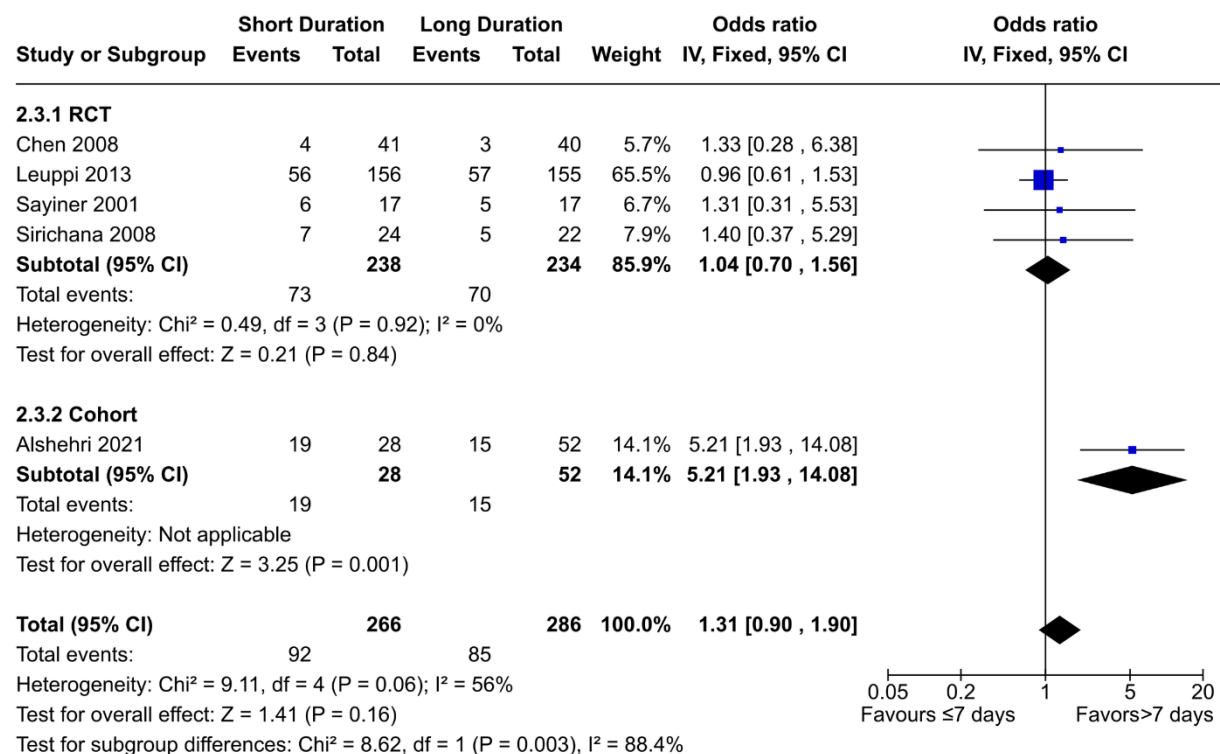 Short Duration Long Duration Odds ratio Odds ratio
Study or Subgroup Events Total Events Total Weight IV, Fixed, 95% CI IV, Fixed, 95% CI
2.3.1 RCT
Chen 2008 4 41 3 40 5.7% 1.33 [0.28 , 6.38]
Leuppi 2013 56 156 57 155 65.5% 0.96 [0.61 , 1.53]
Sayiner 2001 6 17 5 17 6.7% 1.31 [0.31 , 5.53]
Sirichana 2008 7 24 5 22 7.9% 1.40 [0.37 , 5.29]
Subtotal (95% CI) 238 234 85.9% 1.04 [0.70 , 1.56]
Total events: 73 70
Heterogeneity: Chi² = 0.49, df = 3 (P = 0.92); I² = 0%
Test for overall effect: Z = 0.21 (P = 0.84)
2.3.2 Cohort
Alshehri 2021 19 28 15 52 14.1% 5.21 [1.93 , 14.08]
Subtotal (95% CI) 28 52 14.1% 5.21 [1.93 , 14.08]
Total events: 19 15
Heterogeneity: Not applicable
Test for overall effect: Z = 3.25 (P = 0.001)
Total (95% CI) 266 286 100.0% 1.31 [0.90 , 1.90]
Total events: 92 85
Heterogeneity: Chi² = 9.11, df = 4 (P = 0.06); I² = 56%
Test for overall effect: Z = 1.41 (P = 0.16)
Test for subgroup differences: Chi² = 8.62, df = 1 (P = 0.003), I² = 88.4%
0.05 0.2 1 5 20
Favours ≤7 days Favors>7 days